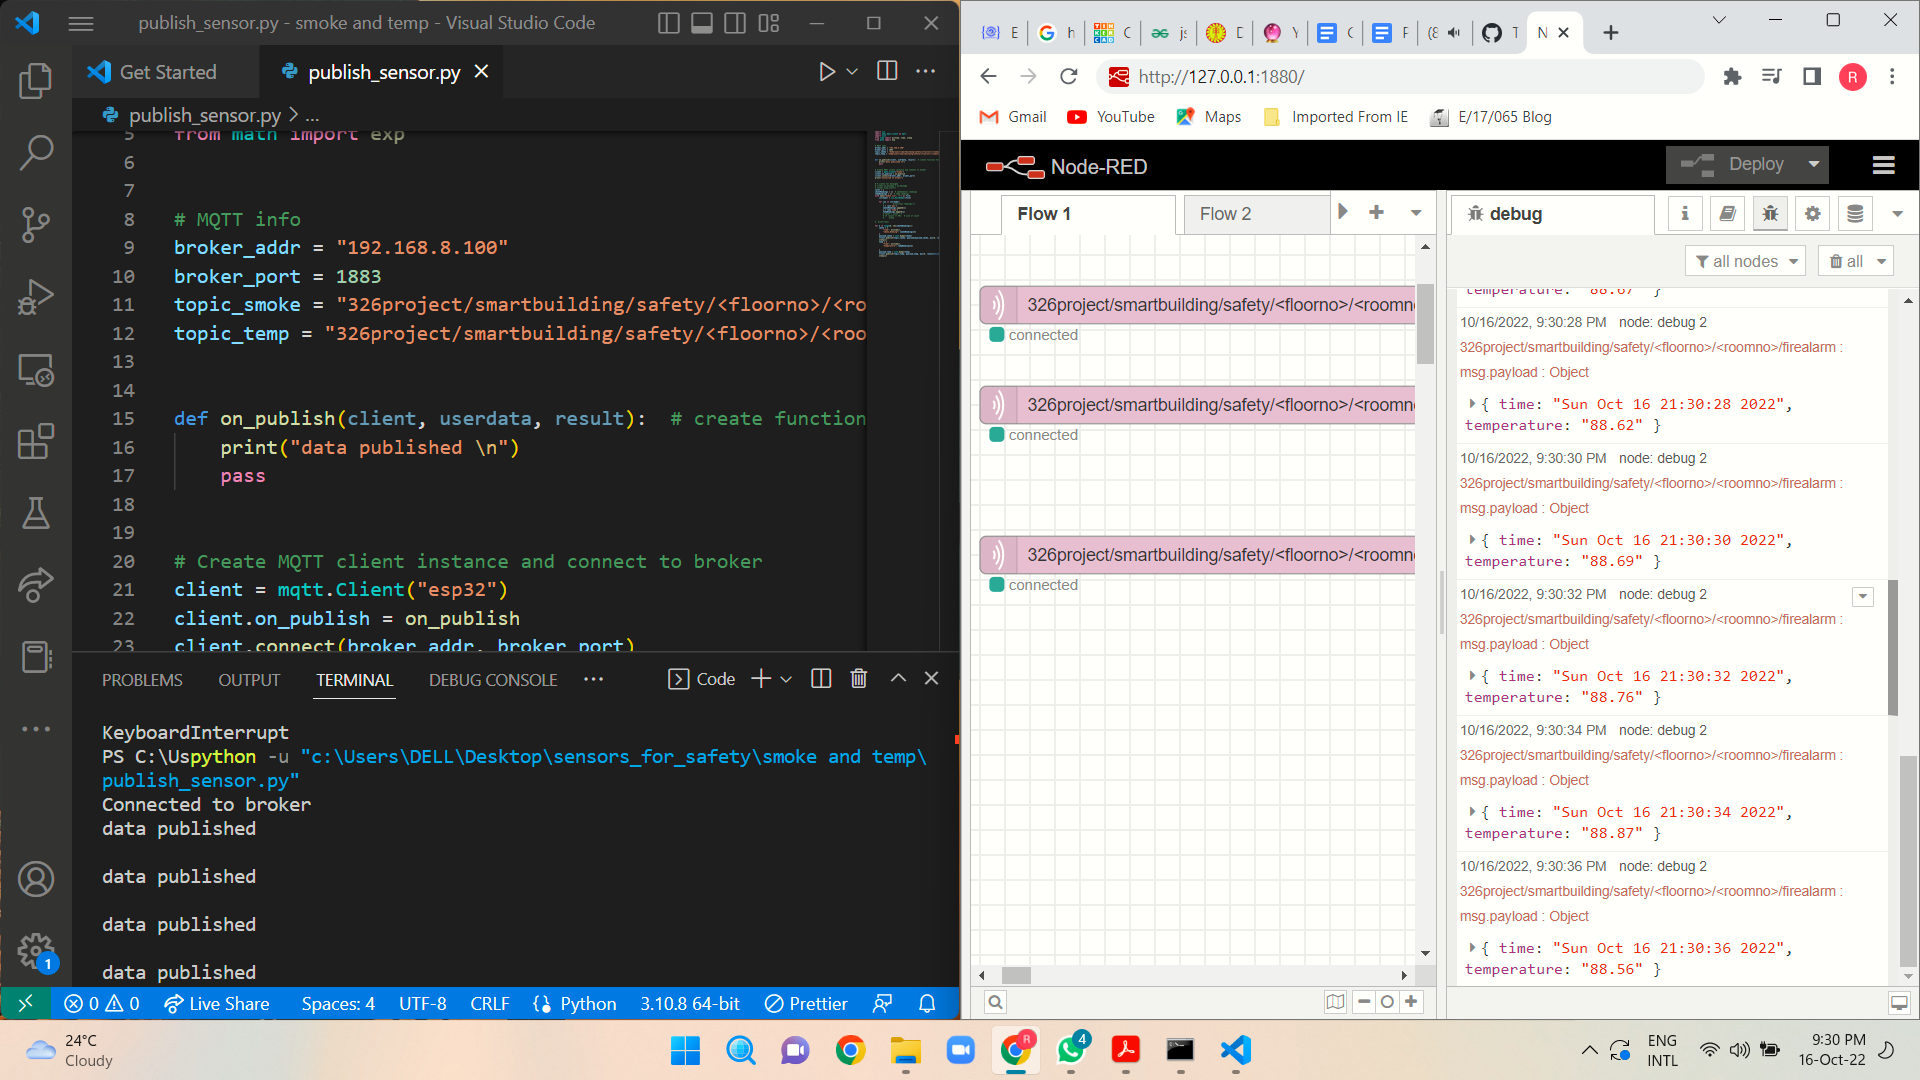 publish_sensor.py - smoke and temp - Visual Studio Code
Get Started
publish_sensor.py
publish_sensor.py > ...
5 from math import exp
6
7
8 # MQTT info
9 broker_addr = "192.168.8.100"
10 broker_port = 1883
11 topic_smoke = "326project/smartbuilding/safety/<floorno>/<ro
12 topic_temp = "326project/smartbuilding/safety/<floorno>/<roo
13
14
15 def on_publish(client, userdata, result):  # create function
16 print("data published \n")
17 pass
18
19
20 # Create MQTT client instance and connect to broker
21 client = mqtt.Client("esp32")
22 client.on_publish = on_publish
23 client.connect(broker_addr, broker_port)
PROBLEMS OUTPUT TERMINAL DEBUG CONSOLE ... Code
KeyboardInterrupt
PS C:\Uspython -u "c:\Users\DELL\Desktop\sensors_for_safety\smoke and temp\
publish_sensor.py"
Connected to broker
data published
data published
data published
data published
1
0 0 Live Share Spaces: 4 UTF-8 CRLF Python 3.10.8 64-bit Prettier
E h C js D Y C F (8 T N
http://127.0.0.1:1880/
R
Gmail YouTube Maps Imported From IE E/17/065 Blog
Node-RED
Deploy
Flow 1
Flow 2
326project/smartbuilding/safety/<floorno>/<roomn
connected
326project/smartbuilding/safety/<floorno>/<roomn
connected
326project/smartbuilding/safety/<floorno>/<roomn
connected
debug
all nodes
all
temperature: "88.67" }
10/16/2022, 9:30:28 PM node: debug 2
326project/smartbuilding/safety/<floorno>/<roomno>/firealarm :
msg.payload : Object
{ time: "Sun Oct 16 21:30:28 2022",
temperature: "88.62" }
10/16/2022, 9:30:30 PM node: debug 2
326project/smartbuilding/safety/<floorno>/<roomno>/firealarm :
msg.payload : Object
{ time: "Sun Oct 16 21:30:30 2022",
temperature: "88.69" }
10/16/2022, 9:30:32 PM node: debug 2
326project/smartbuilding/safety/<floorno>/<roomno>/firealarm :
msg.payload : Object
{ time: "Sun Oct 16 21:30:32 2022",
temperature: "88.76" }
10/16/2022, 9:30:34 PM node: debug 2
326project/smartbuilding/safety/<floorno>/<roomno>/firealarm :
msg.payload : Object
{ time: "Sun Oct 16 21:30:34 2022",
temperature: "88.87" }
10/16/2022, 9:30:36 PM node: debug 2
326project/smartbuilding/safety/<floorno>/<roomno>/firealarm :
msg.payload : Object
{ time: "Sun Oct 16 21:30:36 2022",
temperature: "88.56" }
24°C
Cloudy
R
4
ENG
INTL
9:30 PM
16-Oct-22